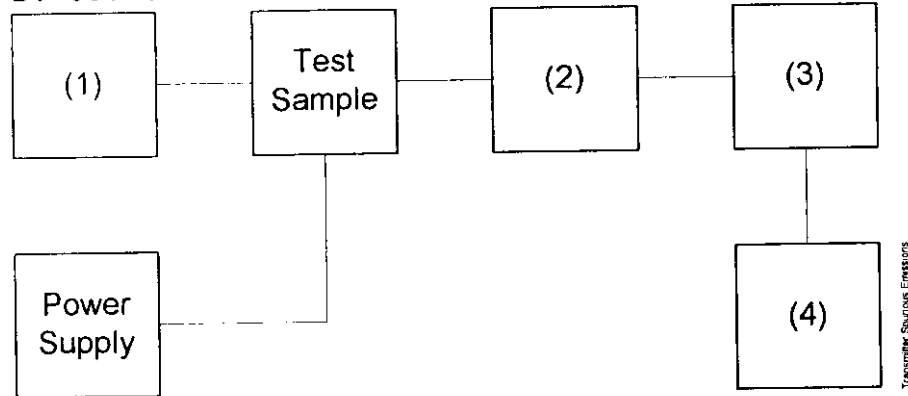 (1)
Test
Sample
(2)
(3)
Power
Supply
(4)
Transmitter Spurious Emissions